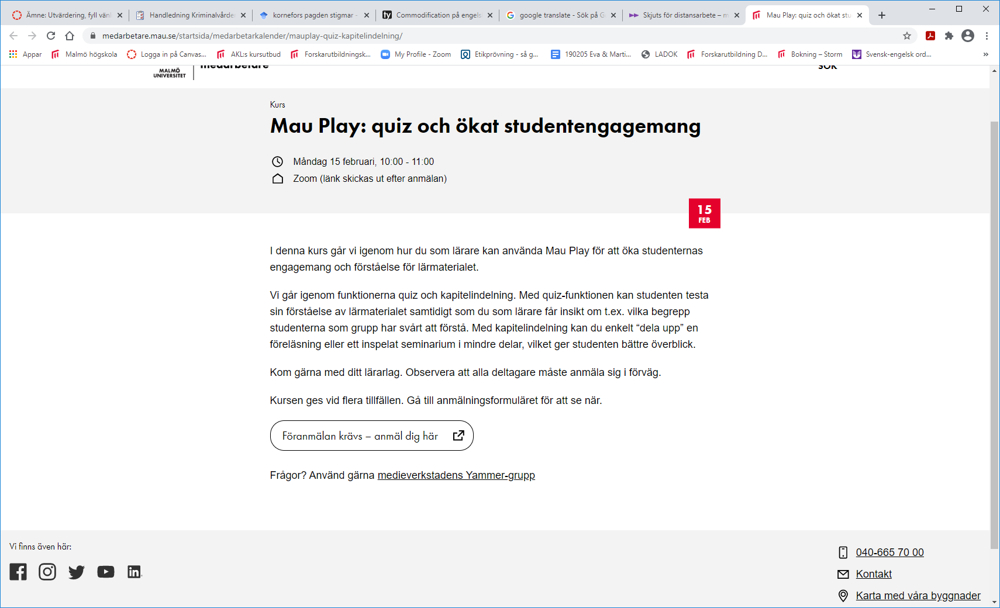 Ämne: Utvärdering, fyll vänl
Handledning Kriminalvården
kornefors pagden stigmar -
Commodification på engels
google translate - Sök på G
Skjuts för distansarbete – m
Mau Play: quiz och ökat stu
medarbetare.mau.se/startsida/medarbetarkalender/mauplay-quiz-kapitelindelning/
Appar
Malmö högskola
Logga in på Canvas...
AKL:s kursutbud
Forskarutbildningsk...
My Profile - Zoom
Etikprövning - så g...
190205 Eva & Marti...
LADOK
Forskarutbildning D...
Bokning – Storm
Svensk-engelsk ord...
»
MALMÖ
UNIVERSITET
medarbetare
SÖK
Kurs
Mau Play: quiz och ökat studentengagemang
Måndag 15 februari, 10:00 - 11:00
Zoom (länk skickas ut efter anmälan)
15
FEB
I denna kurs går vi igenom hur du som lärare kan använda Mau Play för att öka studenternas
engagemang och förståelse för lärmaterialet.
Vi går igenom funktionerna quiz och kapitelindelning. Med quiz-funktionen kan studenten testa
sin förståelse av lärmaterialet samtidigt som du som lärare får insikt om t.ex. vilka begrepp
studenterna som grupp har svårt att förstå. Med kapitelindelning kan du enkelt “dela upp” en
föreläsning eller ett inspelat seminarium i mindre delar, vilket ger studenten bättre överblick.
Kom gärna med ditt lärarlag. Observera att alla deltagare måste anmäla sig i förväg.
Kursen ges vid flera tillfällen. Gå till anmälningsformuläret för att se när.
Föranmälan krävs – anmäl dig här
Frågor? Använd gärna medieverkstadens Yammer-grupp
Vi finns även här:
040-665 70 00
Kontakt
Karta med våra byggnader